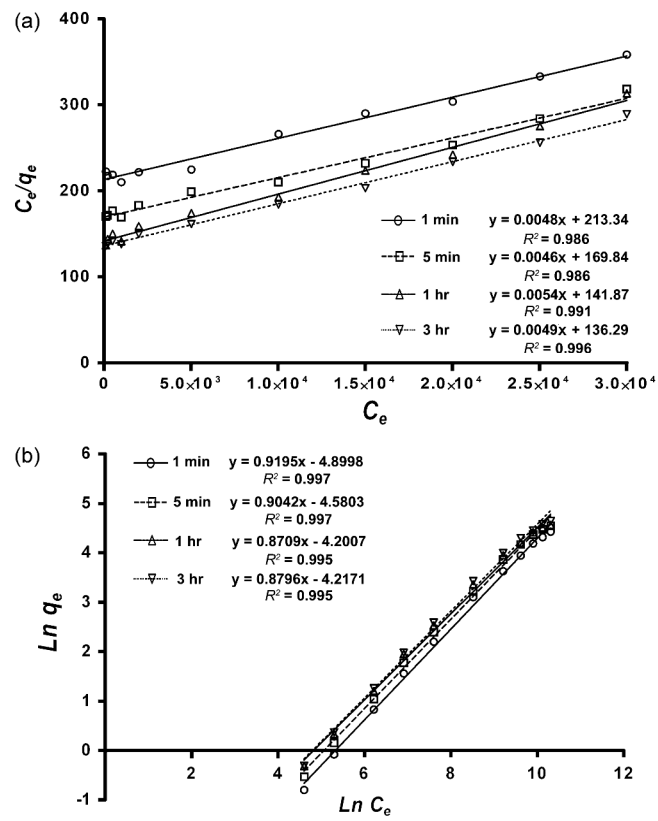 (a)
400
300
200
100
0
C_e/q_e
1 min y = 0.0048x + 213.34
R² = 0.986
5 min y = 0.0046x + 169.84
R² = 0.986
1 hr y = 0.0054x + 141.87
R² = 0.991
3 hr y = 0.0049x + 136.29
R² = 0.996
0 5.0×10³ 1.0×10⁴ 1.5×10⁴ 2.0×10⁴ 2.5×10⁴ 3.0×10⁴
C_e
(b)
6
5
4
3
2
1
0
-1
Ln q_e
1 min y = 0.9195x - 4.8998
R² = 0.997
5 min y = 0.9042x - 4.5803
R² = 0.997
1 hr y = 0.8709x - 4.2007
R² = 0.995
3 hr y = 0.8796x - 4.2171
R² = 0.995
2 4 6 8 10 12
Ln C_e